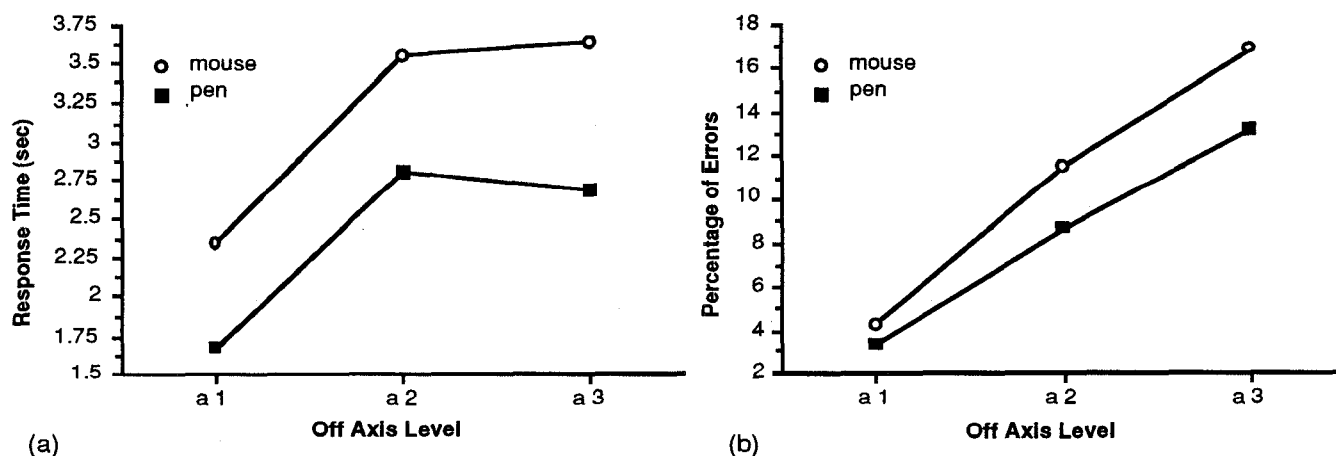 3.75
3.5
3.25
3
2.75
2.5
2.25
2
1.75
1.5
Response Time (sec)
mouse
pen
a 1
a 2
a 3
Off Axis Level
(a)
18
16
14
12
10
8
6
4
2
Percentage of Errors
mouse
pen
a 1
a 2
a 3
Off Axis Level
(b)